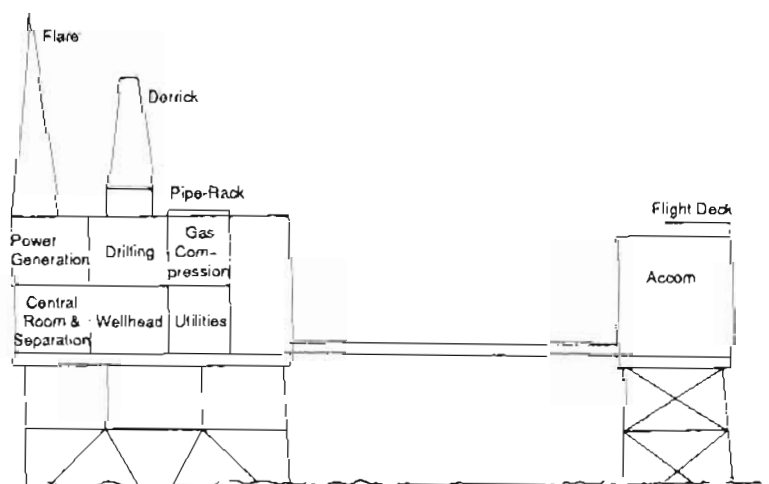 Flare
Derrick
Pipe-Rack
Flight Deck
Power
Generation
Drilling
Gas
Com-
pression
Accom
Central
Room &
Separation
Wellhead
Utilities